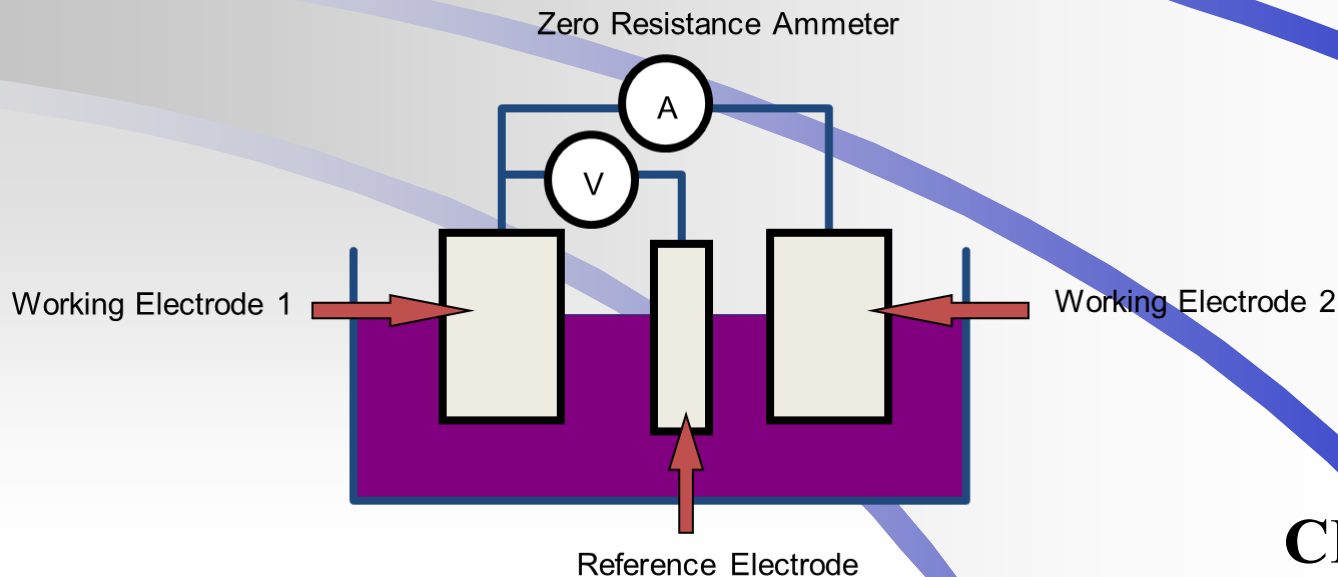 Zero Resistance Ammeter
A
V
Working Electrode 1
Working Electrode 2
Reference Electrode